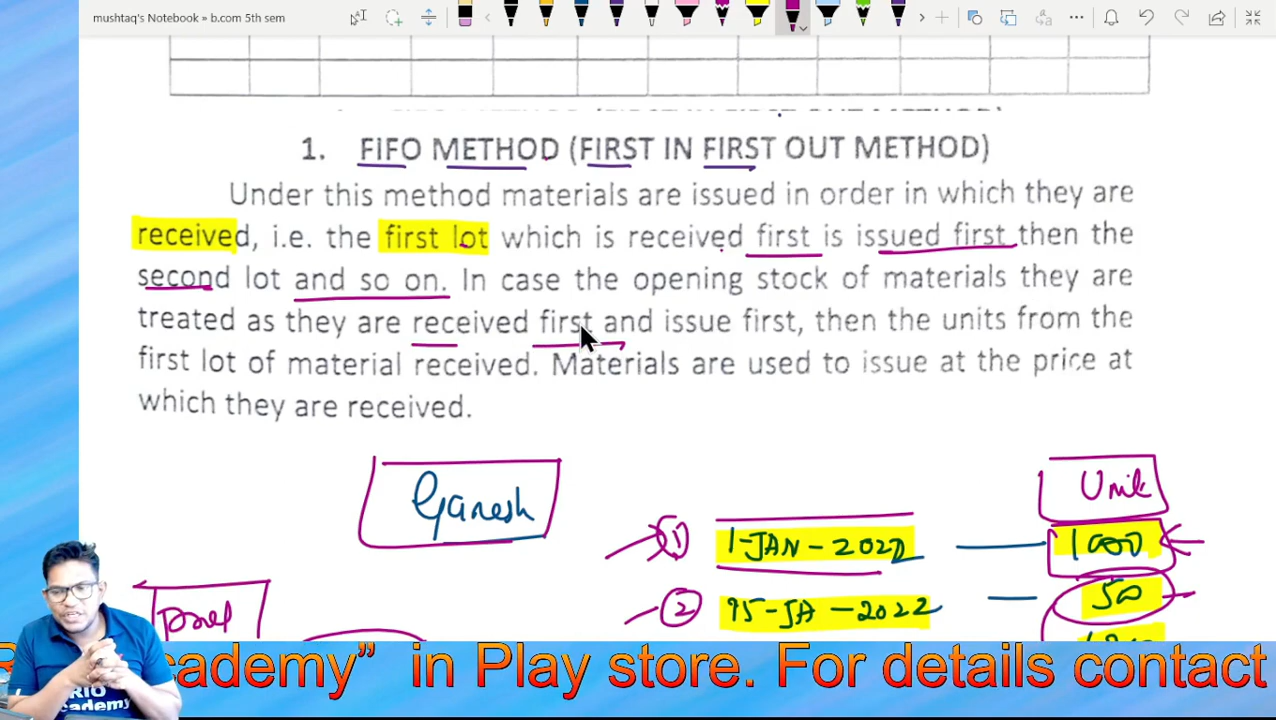 mushtaq's Notebook » b.com 5th sem
1. FIFO METHOD (FIRST IN FIRST OUT METHOD)
Under this method materials are issued in order in which they are
received, i.e. the first lot which is received first is issued first then the
second lot and so on. In case the opening stock of materials they are
treated as they are received first and issue first, then the units from the
first lot of material received. Materials are used to issue at the price at
which they are received.
Ganesh
Unit
① 1-JAN-2022 — 1000
② 15-JA-2022 — 50
RIO
Academy
cademy” in Play store. For details contact